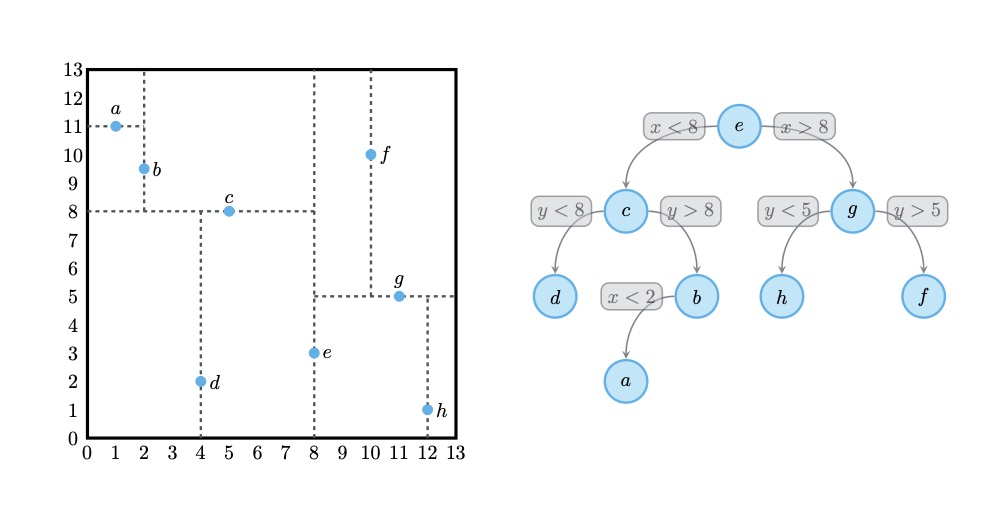 13
12
a
11
x < 8
e
x > 8
10
f
b
9
c
8
y < 8
c
y > 8
y < 5
g
y > 5
7
6
g
5
d
x < 2
b
h
f
4
3
e
2
d
a
1
h
0
0 1 2 3 4 5 6 7 8 9 10 11 12 13